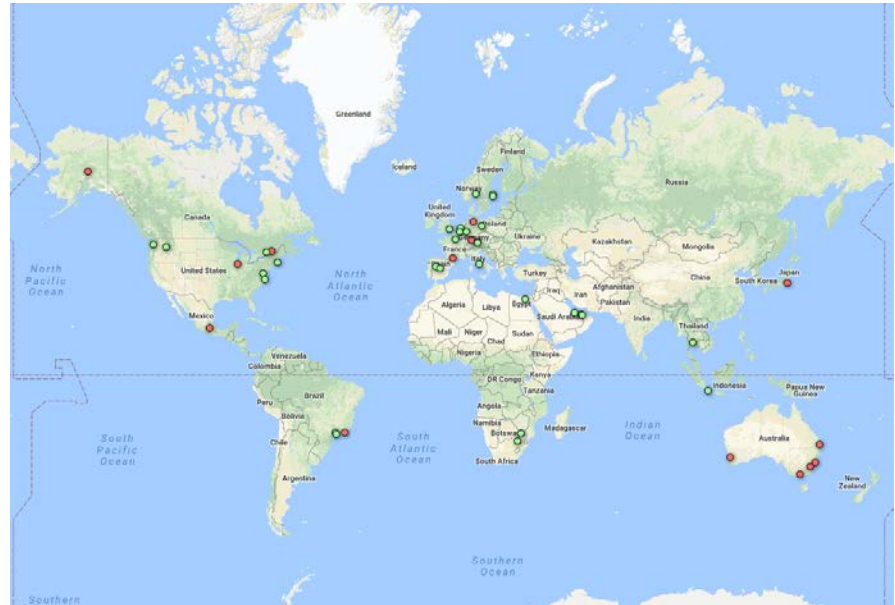 Greenland
Iceland
Finland
Sweden
Norway
Russia
Canada
United
Kingdom
Poland
Ukraine
Kazakhstan
Mongolia
France
Italy
North
Pacific
Ocean
United States
North
Atlantic
Ocean
Turkey
China
South Korea
Japan
Afghanistan
Iraq
Iran
Pakistan
Algeria
Libya
Egypt
Saudi Arabia
India
Mexico
Mali
Niger
Chad
Sudan
Thailand
Nigeria
Ethiopia
Venezuela
Colombia
DR Congo
Kenya
Indonesia
Papua New
Guinea
Tanzania
Brazil
Peru
Angola
Bolivia
Namibia
Madagascar
Indian
Ocean
Botswana
Australia
South
Pacific
Ocean
Chile
South
Atlantic
Ocean
South Africa
Argentina
New
Zealand
Southern
Ocean
Southern